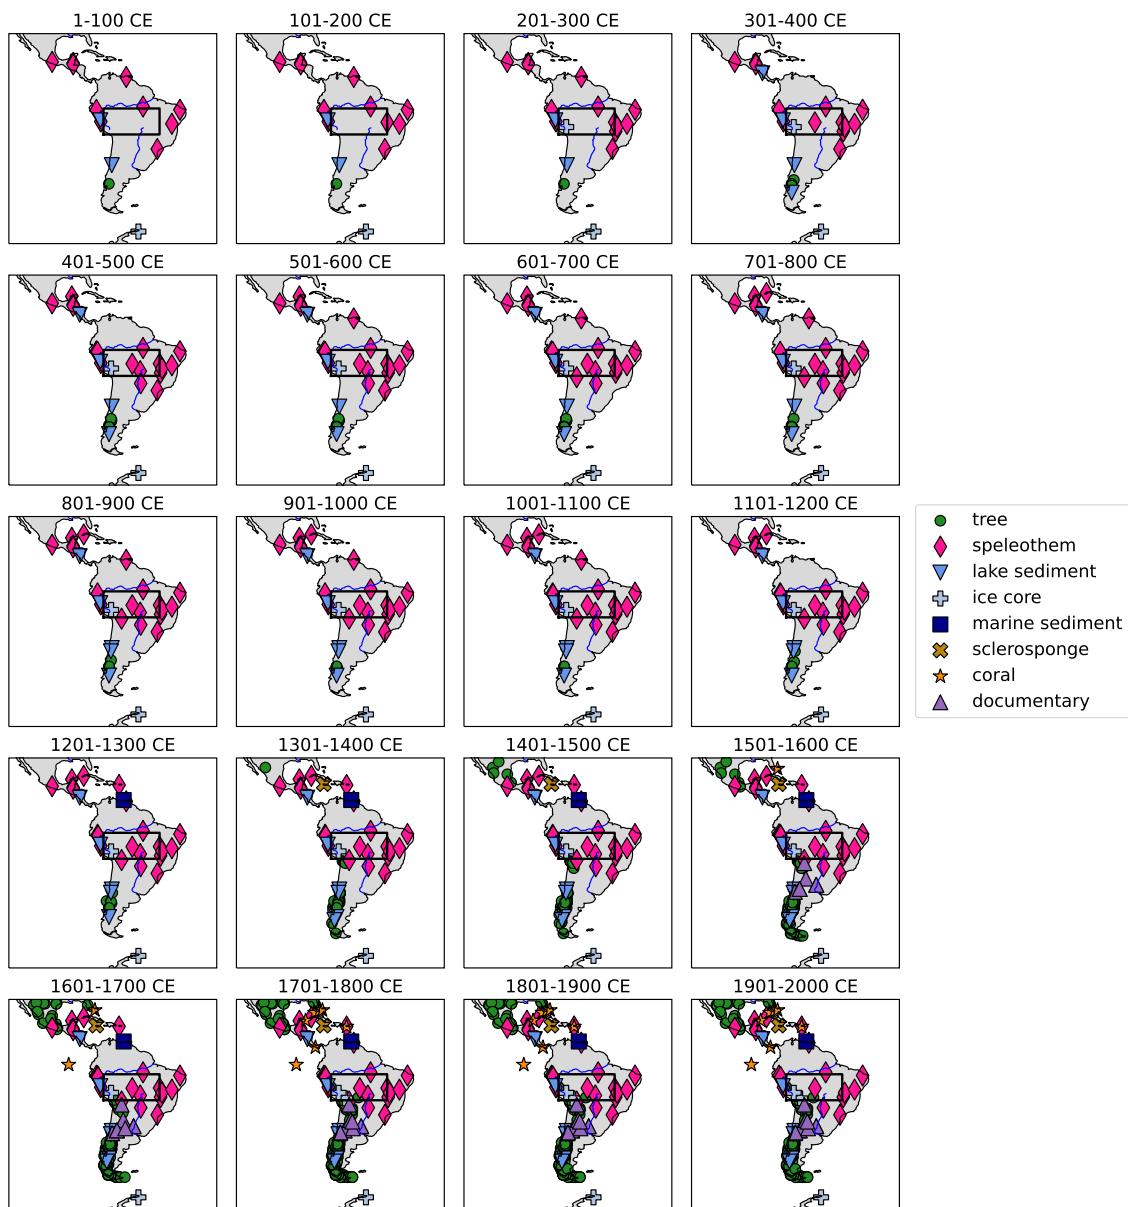 1-100 CE
101-200 CE
201-300 CE
301-400 CE
401-500 CE
501-600 CE
601-700 CE
701-800 CE
801-900 CE
901-1000 CE
1001-1100 CE
1101-1200 CE
tree
speleothem
lake sediment
ice core
marine sediment
sclerosponge
coral
documentary
1201-1300 CE
1301-1400 CE
1401-1500 CE
1501-1600 CE
1601-1700 CE
1701-1800 CE
1801-1900 CE
1901-2000 CE